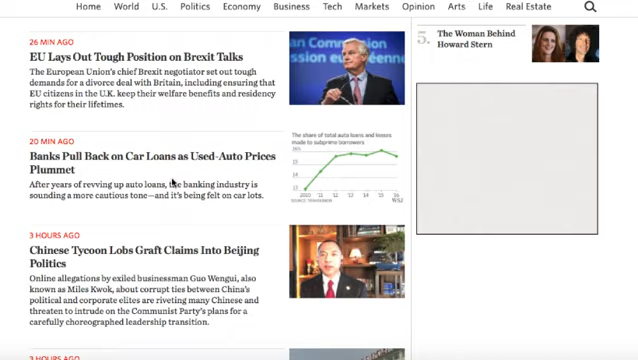 Home World U.S. Politics Economy Business Tech Markets Opinion Arts Life Real Estate
26 MIN AGO
EU Lays Out Tough Position on Brexit Talks
The European Union's chief Brexit negotiator set out tough
demands for a divorce deal with Britain, including ensuring that
EU citizens in the U.K. keep their welfare benefits and residency
rights for their lifetimes.
an Commission
ssion européenne
20 MIN AGO
Banks Pull Back on Car Loans as Used-Auto Prices
Plummet
After years of revving up auto loans, the banking industry is
sounding a more cautious tone—and it's being felt on car lots.
The share of total auto loans and leases
made to subprime borrowers
2010 '11 '12 '13 '14 '15 '16
WSJ
3 HOURS AGO
Chinese Tycoon Lobs Graft Claims Into Beijing
Politics
Online allegations by exiled businessman Guo Wengui, also
known as Miles Kwok, about corrupt ties between China's
political and corporate elites are riveting many Chinese and
threaten to intrude on the Communist Party's plans for a
carefully choreographed leadership transition.
3 HOURS AGO
5. The Woman Behind
Howard Stern